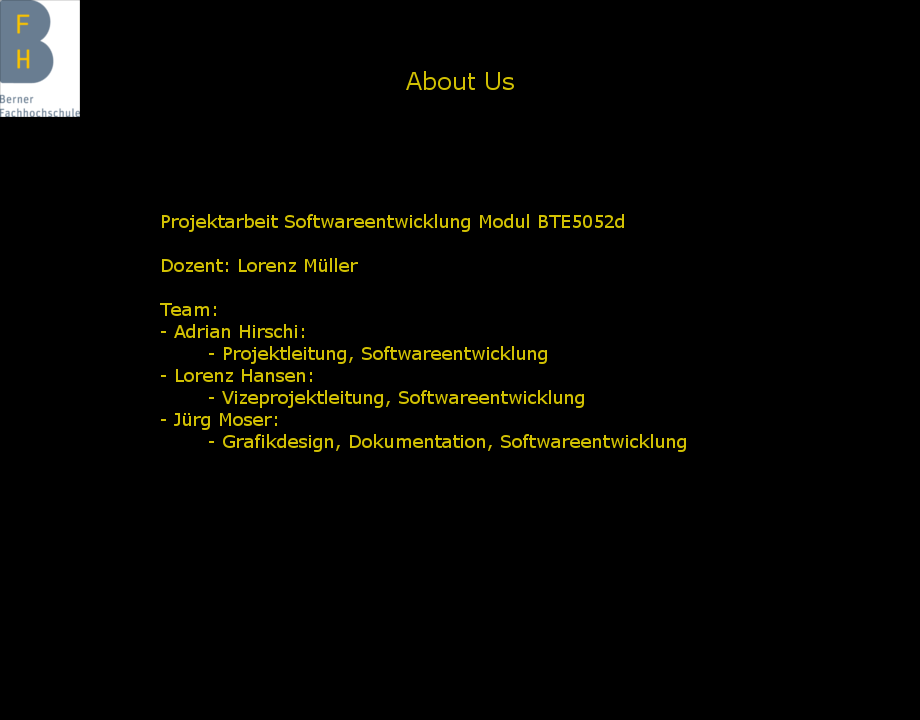 F
H
Berner
Fachhochschule
About Us
Projektarbeit Softwareentwicklung Modul BTE5052d
Dozent: Lorenz Müller
Team:
- Adrian Hirschi:
- Projektleitung, Softwareentwicklung
- Lorenz Hansen:
- Vizeprojektleitung, Softwareentwicklung
- Jürg Moser:
- Grafikdesign, Dokumentation, Softwareentwicklung